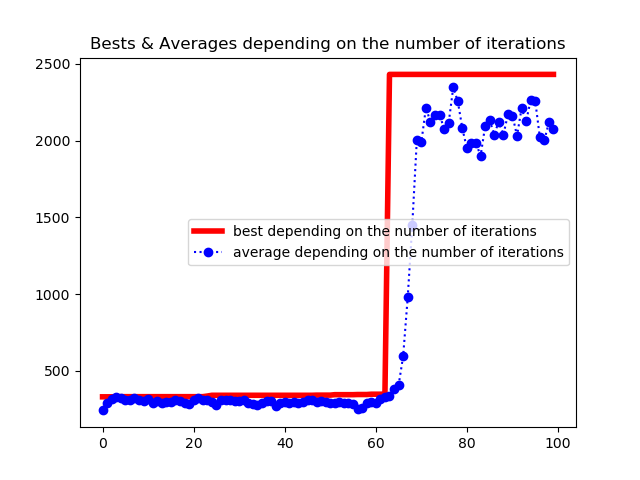 Bests & Averages depending on the number of iterations
2500
2000
1500
1000
500
best depending on the number of iterations
average depending on the number of iterations
0 20 40 60 80 100